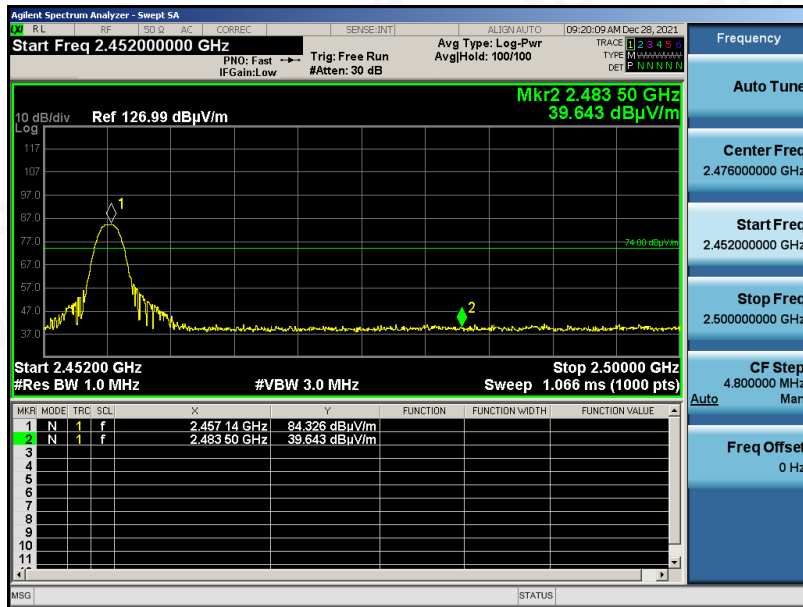 Agilent Spectrum Analyzer - Swept SA
LXI RL RF 50 Ω AC CORREC SENSE:INT ALIGN AUTO 09:20:09 AM Dec 28, 2021
Start Freq 2.452000000 GHz
PNO: Fast
IFGain:Low
Trig: Free Run
#Atten: 30 dB
Avg Type: Log-Pwr
Avg|Hold: 100/100
TRACE 1 2 3 4 5 6
TYPE M
DET P N N N N N
Frequency
Mkr2 2.483 50 GHz
39.643 dBµV/m
10 dB/div Ref 126.99 dBµV/m
Log
117
107
97.0
87.0
77.0
67.0
57.0
47.0
37.0
1
74.00 dBµV/m
2
Start 2.45200 GHz
Stop 2.50000 GHz
#Res BW 1.0 MHz
#VBW 3.0 MHz
Sweep 1.066 ms (1000 pts)
MKR MODE TRC SCL X Y FUNCTION FUNCTION WIDTH FUNCTION VALUE
1 N 1 f 2.457 14 GHz 84.326 dBµV/m
2 N 1 f 2.483 50 GHz 39.643 dBµV/m
3
4
5
6
7
8
9
10
11
MSG STATUS
Auto Tune
Center Freq
2.476000000 GHz
Start Freq
2.452000000 GHz
Stop Freq
2.500000000 GHz
CF Step
4.800000 MHz
Auto Man
Freq Offset
0 Hz